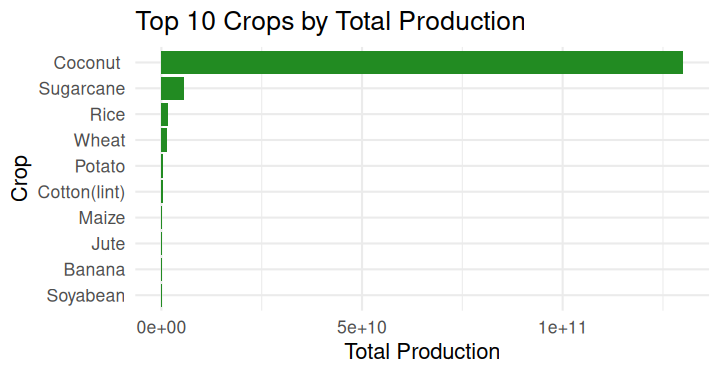 Top 10 Crops by Total Production
Coconut
Sugarcane
Rice
Wheat
Potato
Cotton(lint)
Maize
Jute
Banana
Soyabean
Crop
0e+00 5e+10 1e+11
Total Production